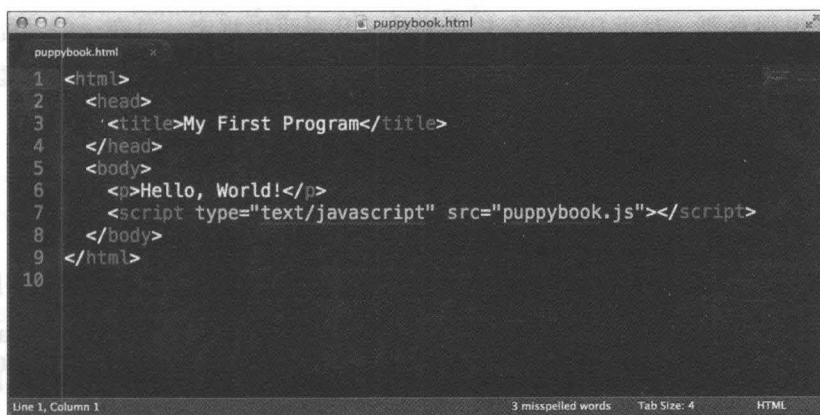 puppybook.html
puppybook.html ×
1 <html>
2   <head>
3     <title>My First Program</title>
4   </head>
5   <body>
6     <p>Hello, World!</p>
7     <script type="text/javascript" src="puppybook.js"></script>
8   </body>
9 </html>
10
Line 1, Column 1 3 misspelled words Tab Size: 4 HTML